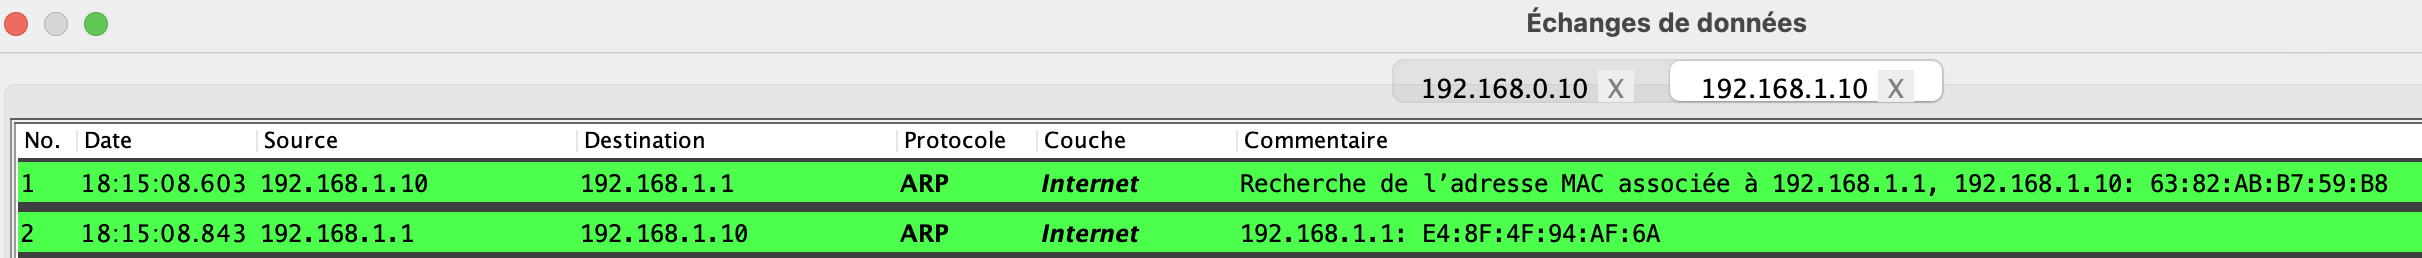 Échanges de données
192.168.0.10 X 192.168.1.10 X
No. Date Source Destination Protocole Couche Commentaire
1 18:15:08.603 192.168.1.10 192.168.1.1 ARP Internet Recherche de l’adresse MAC associée à 192.168.1.1, 192.168.1.10: 63:82:AB:B7:59:B8
2 18:15:08.843 192.168.1.1 192.168.1.10 ARP Internet 192.168.1.1: E4:8F:4F:94:AF:6A